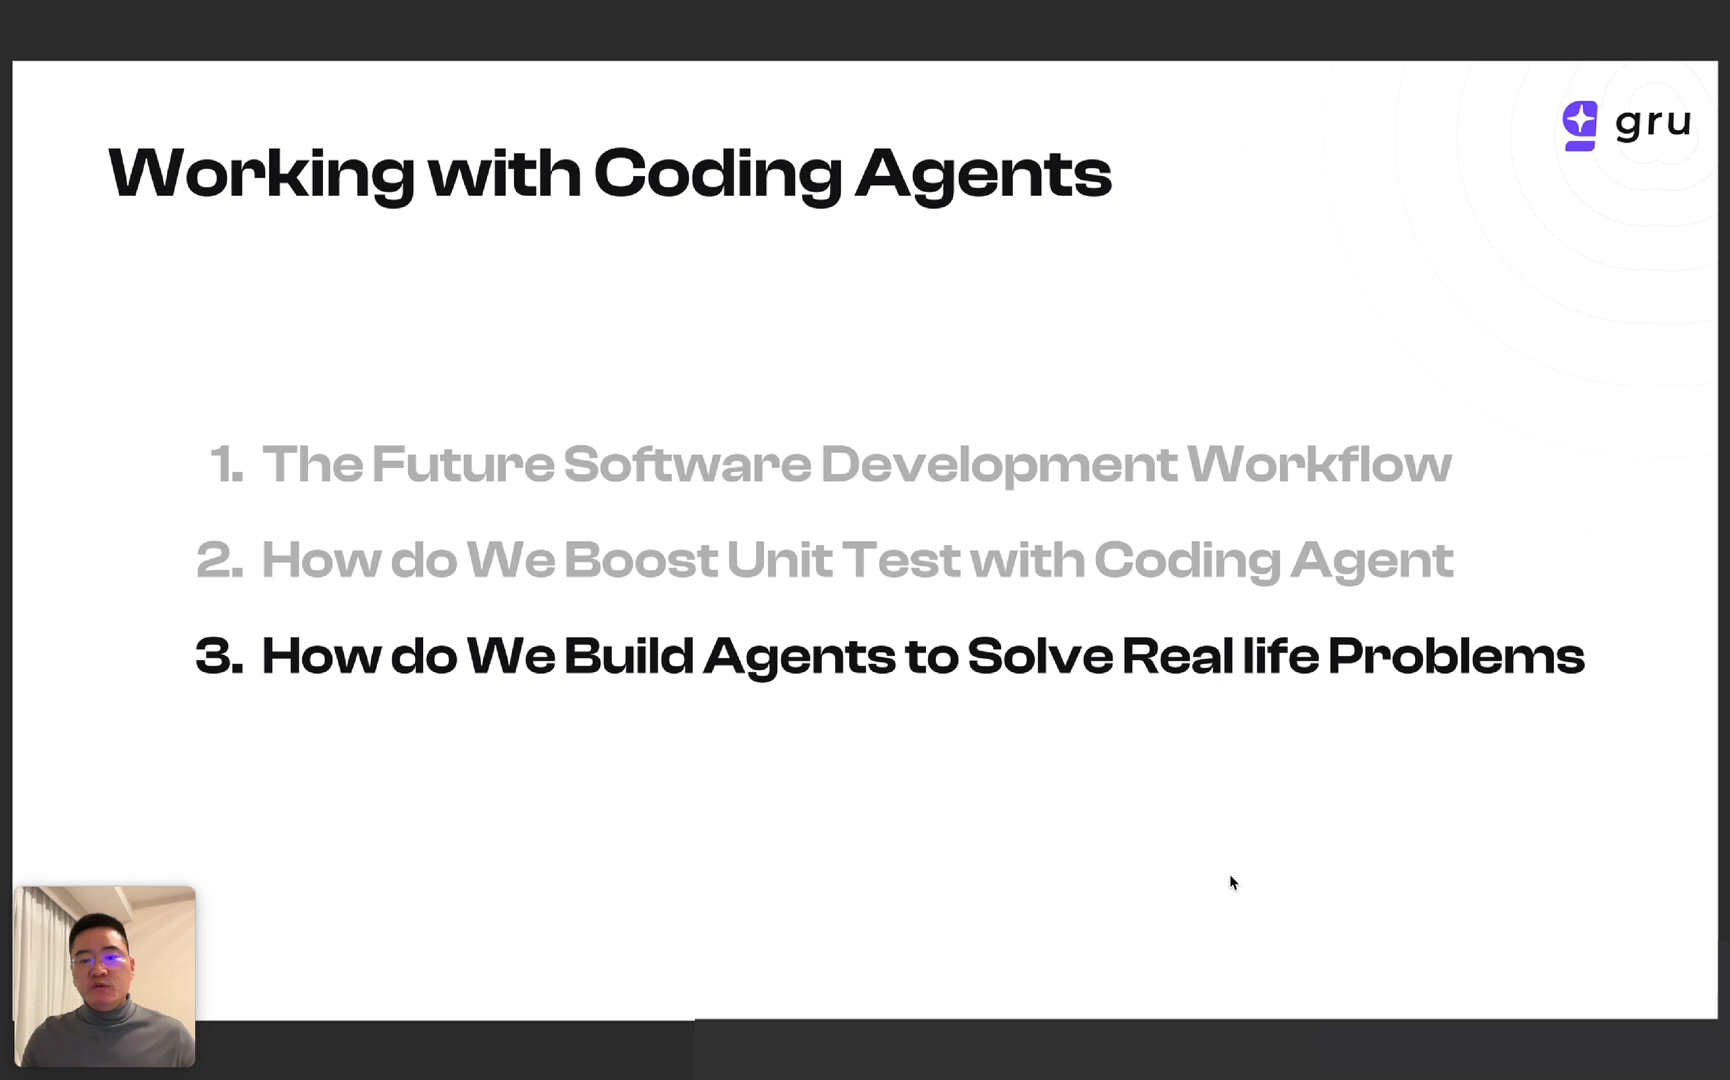 Working with Coding Agents
gru
1. The Future Software Development Workflow
2. How do We Boost Unit Test with Coding Agent
3. How do We Build Agents to Solve Real life Problems